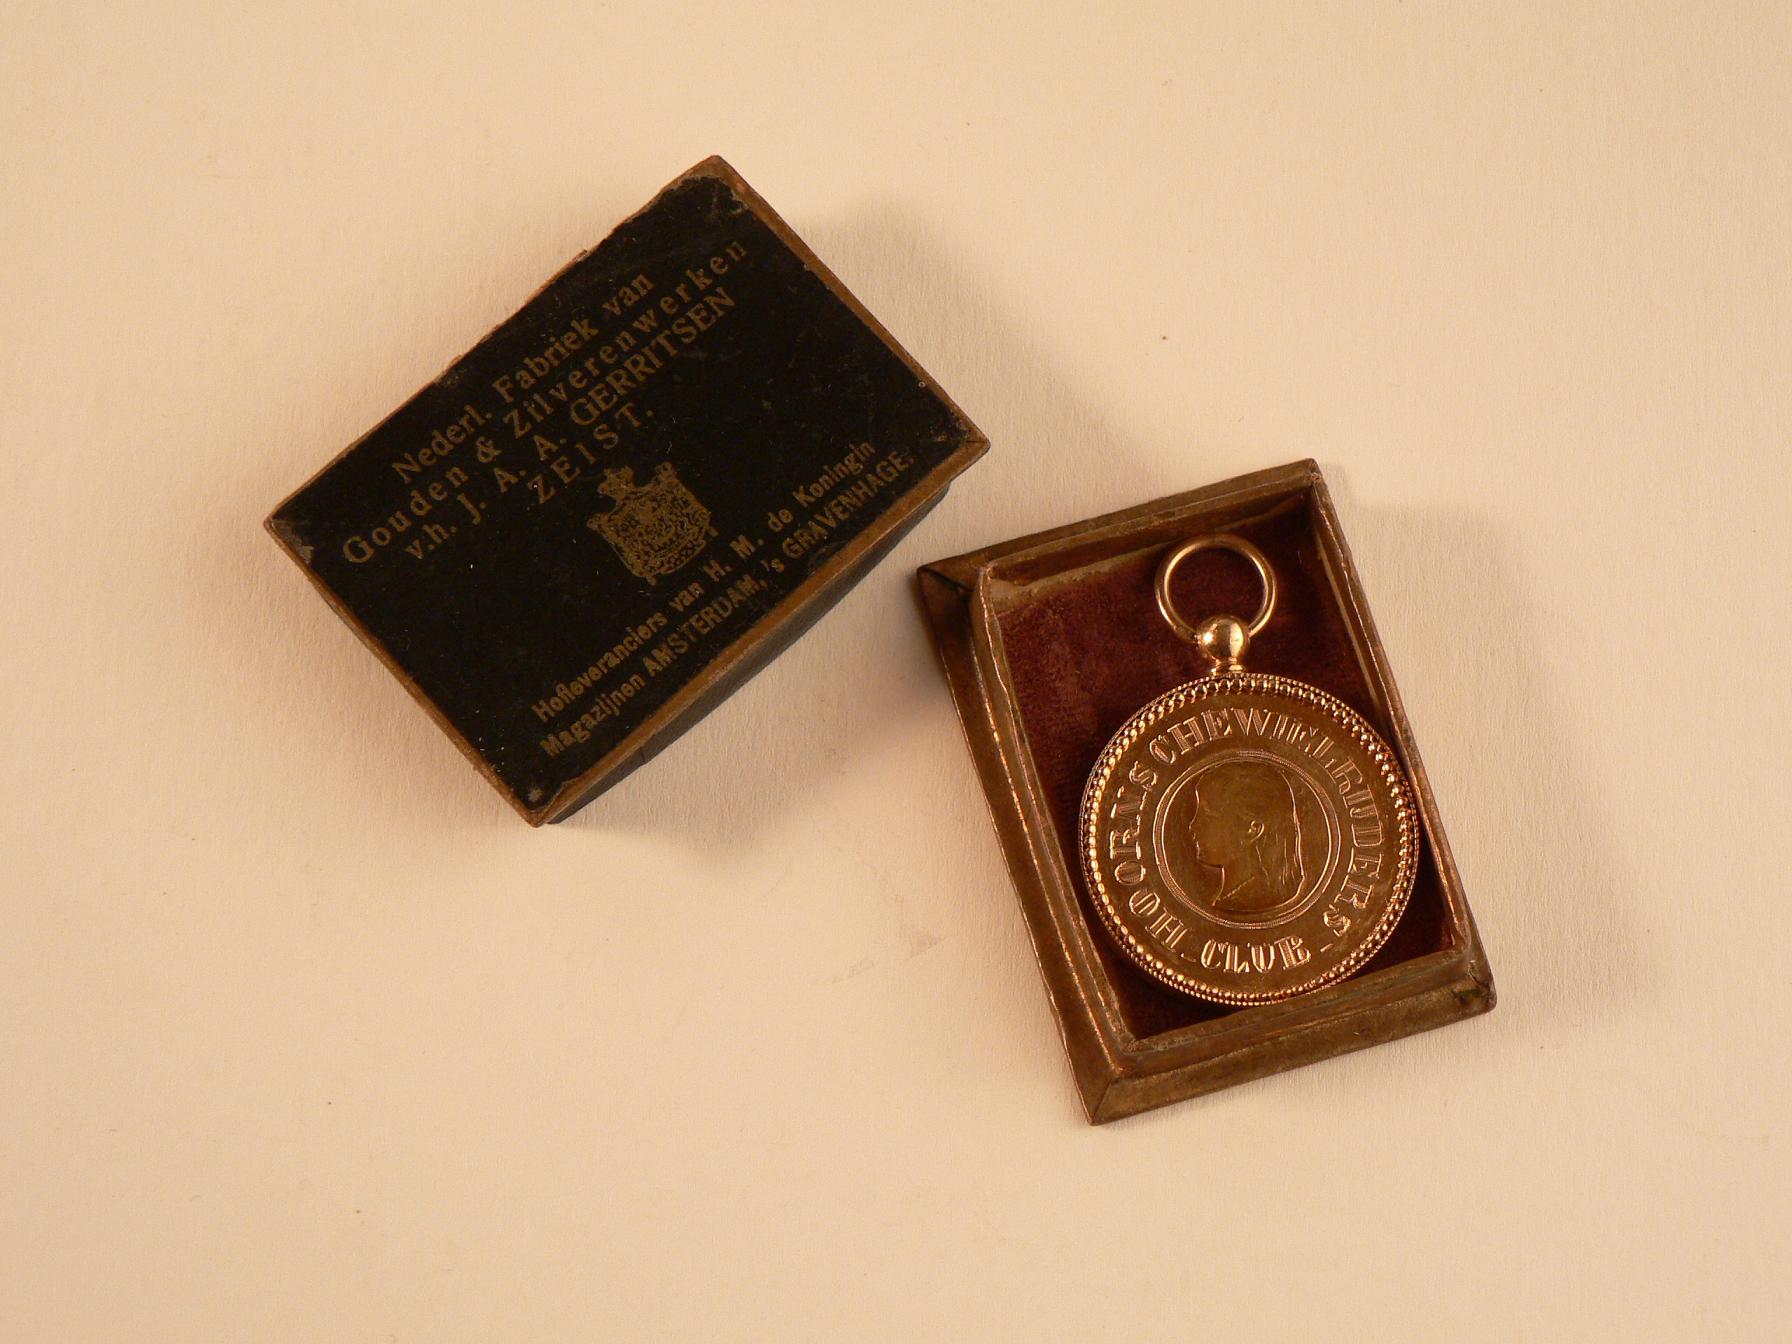 Nederl. Fabriek van
Gouden & Zilverenwerken
v.h. J. A. A. GERRITSEN
ZEIST.
Hofleveranciers van H. M. de Koningin
Magazijnen AMSTERDAM, 's GRAVENHAGE.
HOORNSCHE WIELRIJDERS
- CLUB -